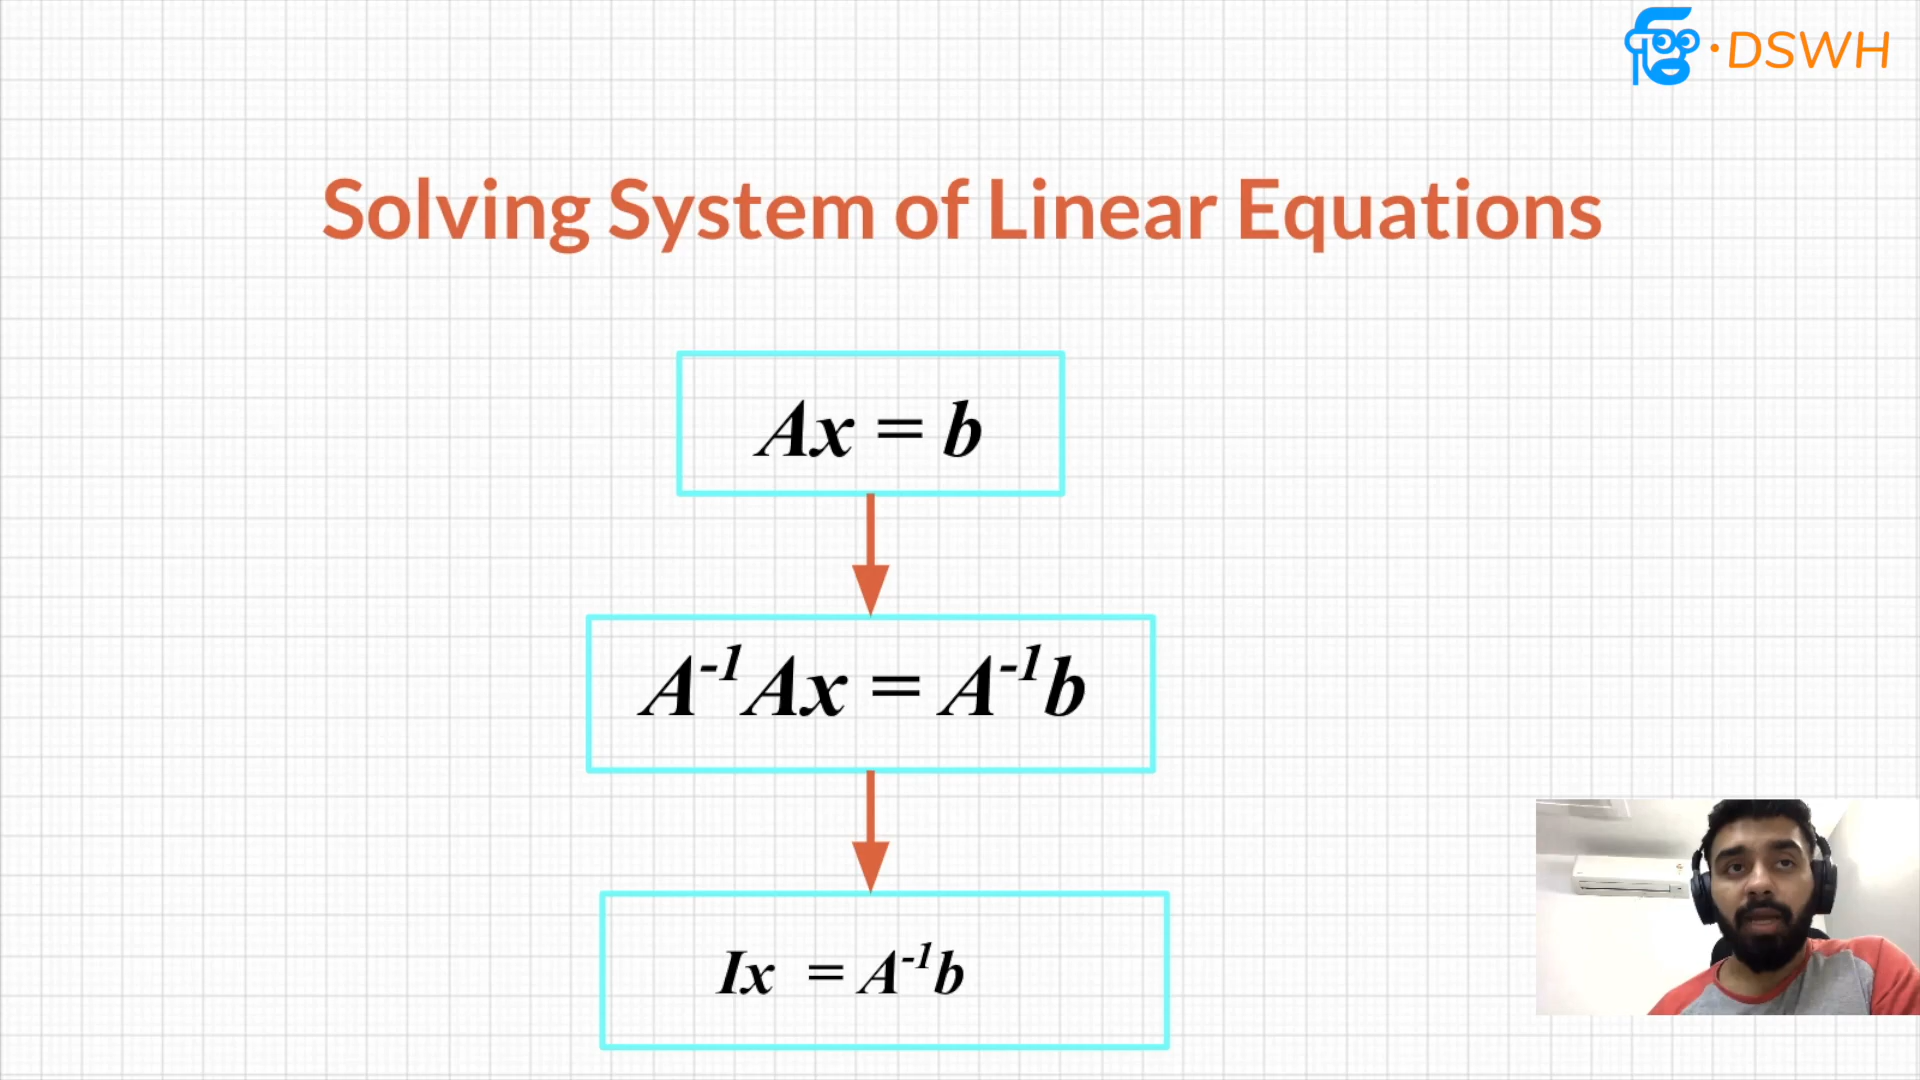 ·DSWH
Solving System of Linear Equations
Ax = b
A⁻¹Ax = A⁻¹b
Ix = A⁻¹b